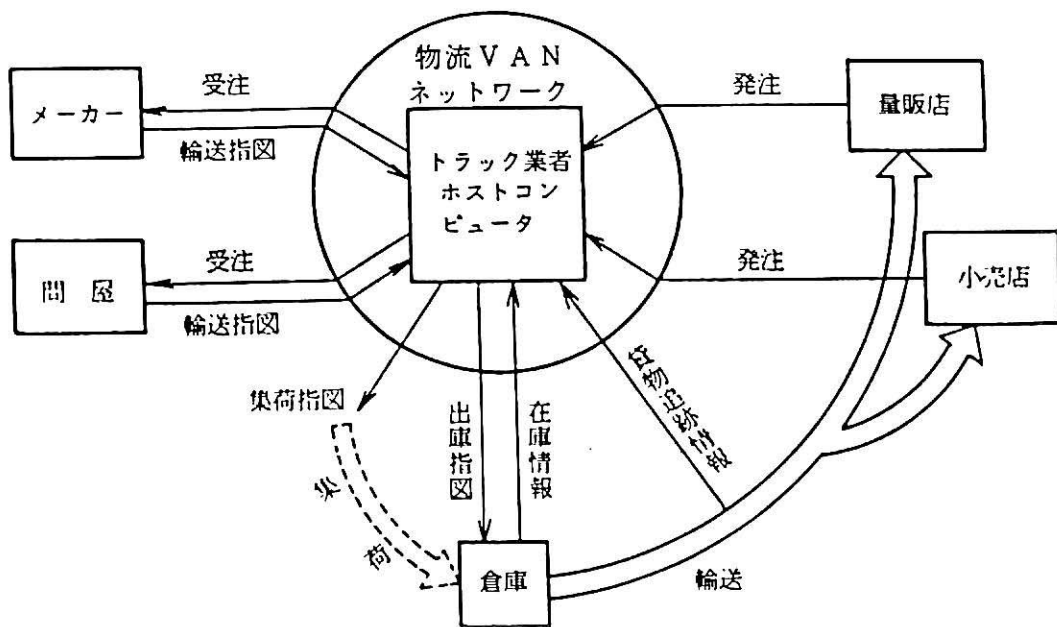 物流VAN
ネットワーク
メーカー
受注
輸送指図
トラック業者
ホストコン
ピュータ
発注
量販店
問屋
受注
輸送指図
発注
小売店
集荷指図
集荷
出庫指図
在庫情報
貨物追跡情報
倉庫
輸送